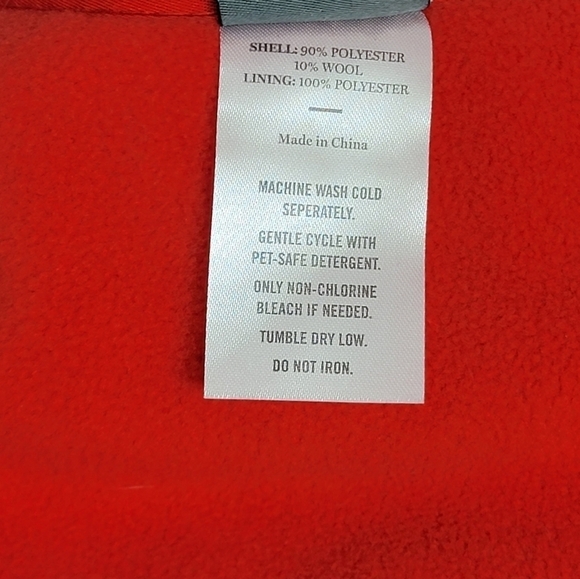 SHELL: 90% POLYESTER
10% WOOL
LINING: 100% POLYESTER
Made in China
MACHINE WASH COLD
SEPERATELY.
GENTLE CYCLE WITH
PET-SAFE DETERGENT.
ONLY NON-CHLORINE
BLEACH IF NEEDED.
TUMBLE DRY LOW.
DO NOT IRON.